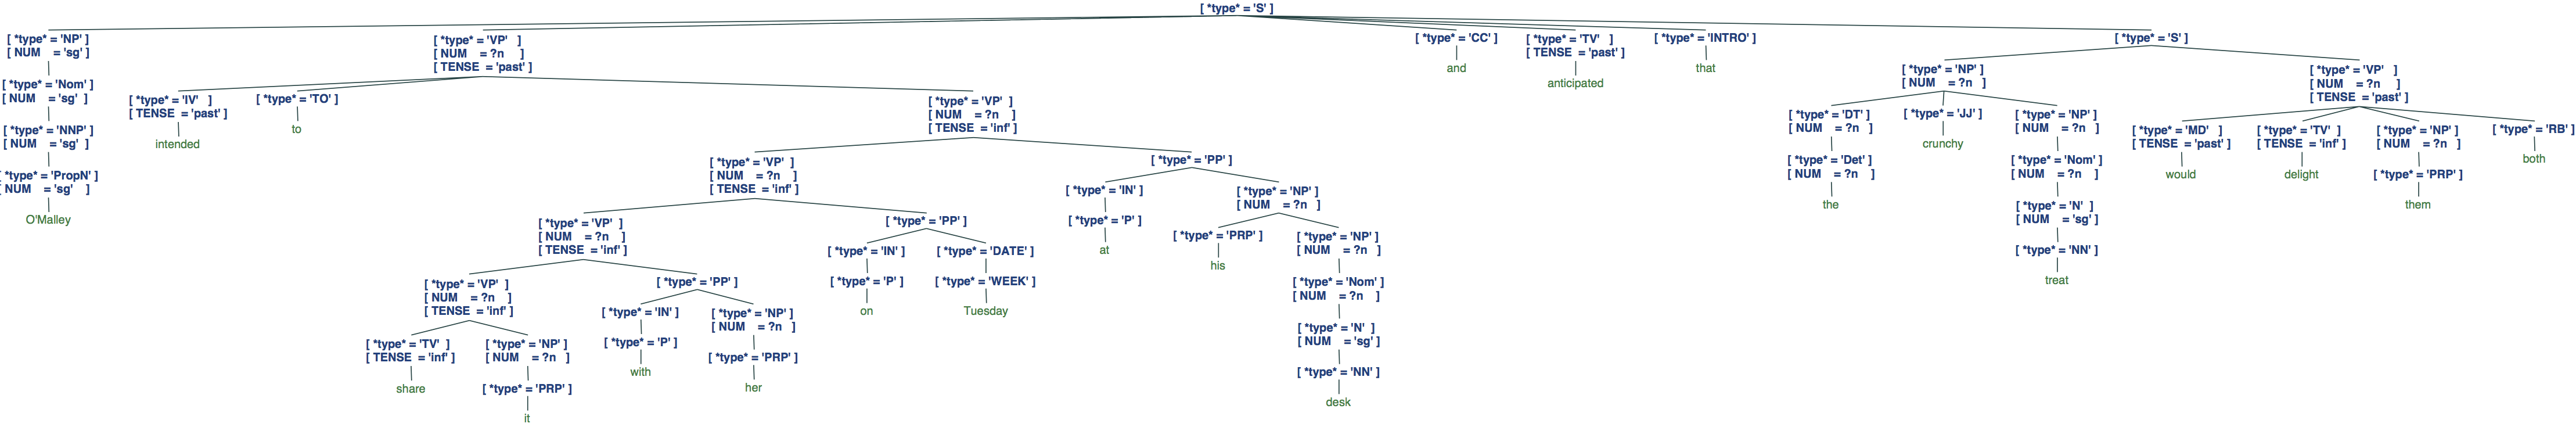 [ *type* = 'S' ]
[ *type* = 'NP' ]
[ NUM = 'sg' ]
[ *type* = 'Nom' ]
[ NUM = 'sg' ]
[ *type* = 'NNP' ]
[ NUM = 'sg' ]
[ *type* = 'PropN' ]
[ NUM = 'sg' ]
O'Malley
[ *type* = 'VP' ]
[ NUM = ?n ]
[ TENSE = 'past' ]
[ *type* = 'IV' ]
[ TENSE = 'past' ]
intended
[ *type* = 'TO' ]
to
[ *type* = 'VP' ]
[ NUM = ?n ]
[ TENSE = 'inf' ]
[ *type* = 'VP' ]
[ NUM = ?n ]
[ TENSE = 'inf' ]
[ *type* = 'VP' ]
[ NUM = ?n ]
[ TENSE = 'inf' ]
[ *type* = 'VP' ]
[ NUM = ?n ]
[ TENSE = 'inf' ]
[ *type* = 'TV' ]
[ TENSE = 'inf' ]
share
[ *type* = 'NP' ]
[ NUM = ?n ]
[ *type* = 'PRP' ]
it
[ *type* = 'PP' ]
[ *type* = 'IN' ]
[ *type* = 'P' ]
with
[ *type* = 'NP' ]
[ NUM = ?n ]
[ *type* = 'PRP' ]
her
[ *type* = 'PP' ]
[ *type* = 'IN' ]
[ *type* = 'P' ]
on
[ *type* = 'DATE' ]
[ *type* = 'WEEK' ]
Tuesday
[ *type* = 'PP' ]
[ *type* = 'IN' ]
[ *type* = 'P' ]
at
[ *type* = 'NP' ]
[ NUM = ?n ]
[ *type* = 'PRP' ]
his
[ *type* = 'NP' ]
[ NUM = ?n ]
[ *type* = 'Nom' ]
[ NUM = ?n ]
[ *type* = 'N' ]
[ NUM = 'sg' ]
[ *type* = 'NN' ]
desk
[ *type* = 'CC' ]
and
[ *type* = 'TV' ]
[ TENSE = 'past' ]
anticipated
[ *type* = 'INTRO' ]
that
[ *type* = 'S' ]
[ *type* = 'NP' ]
[ NUM = ?n ]
[ *type* = 'DT' ]
[ NUM = ?n ]
[ *type* = 'Det' ]
[ NUM = ?n ]
the
[ *type* = 'JJ' ]
crunchy
[ *type* = 'NP' ]
[ NUM = ?n ]
[ *type* = 'Nom' ]
[ NUM = ?n ]
[ *type* = 'N' ]
[ NUM = 'sg' ]
[ *type* = 'NN' ]
treat
[ *type* = 'VP' ]
[ NUM = ?n ]
[ TENSE = 'past' ]
[ *type* = 'MD' ]
[ TENSE = 'past' ]
would
[ *type* = 'TV' ]
[ TENSE = 'inf' ]
delight
[ *type* = 'NP' ]
[ NUM = ?n ]
[ *type* = 'PRP' ]
them
[ *type* = 'RB' ]
both